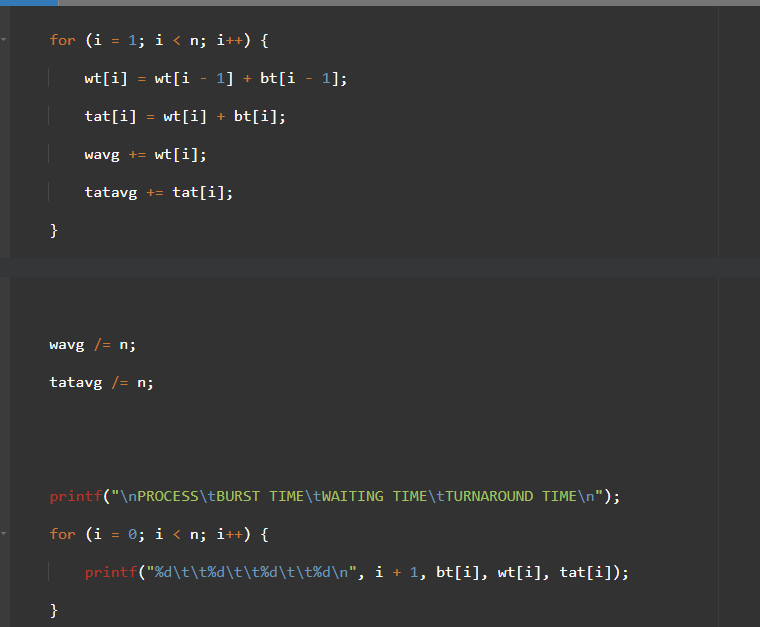 for (i = 1; i < n; i++) {
wt[i] = wt[i - 1] + bt[i - 1];
tat[i] = wt[i] + bt[i];
wavg += wt[i];
tatavg += tat[i];
}
wavg /= n;
tatavg /= n;
printf("\nPROCESS\tBURST TIME\tWAITING TIME\tTURNAROUND TIME\n");
for (i = 0; i < n; i++) {
printf("%d\t\t%d\t\t%d\t\t%d\n", i + 1, bt[i], wt[i], tat[i]);
}